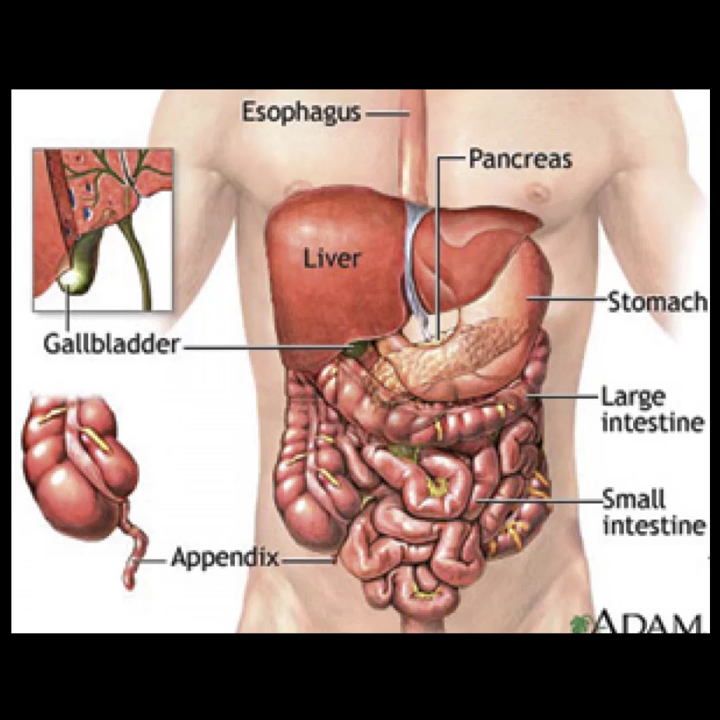 Esophagus
Pancreas
Liver
Stomach
Gallbladder
Large
intestine
Small
intestine
Appendix
ADAM